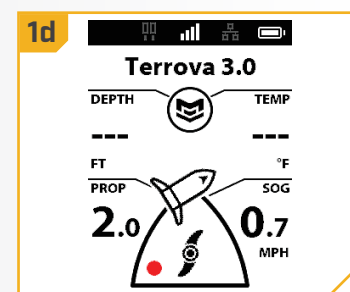 1d
Terrova 3.0
DEPTH TEMP
--- ---
FT °F
PROP SOG
2.0 0.7
MPH